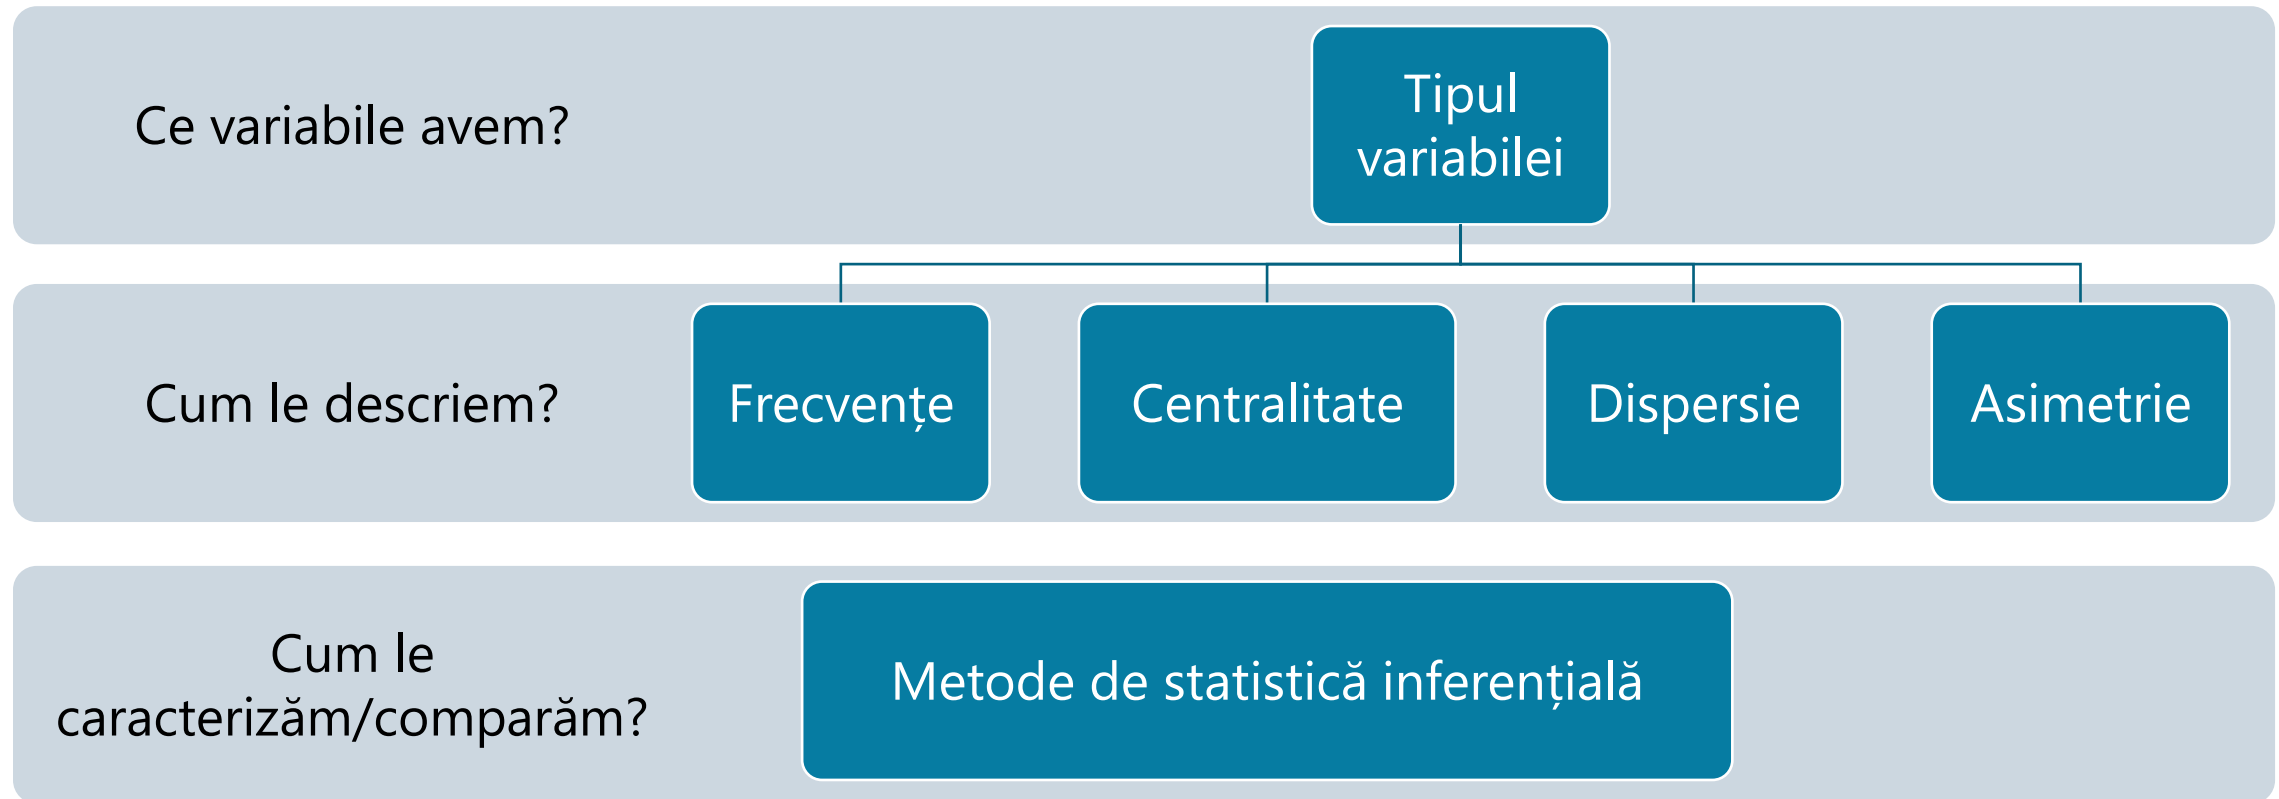 Ce variabile avem?
Tipul
variabilei
Cum le descriem?
Frecvențe
Centralitate
Dispersie
Asimetrie
Cum le
caracterizăm/comparăm?
Metode de statistică inferențială